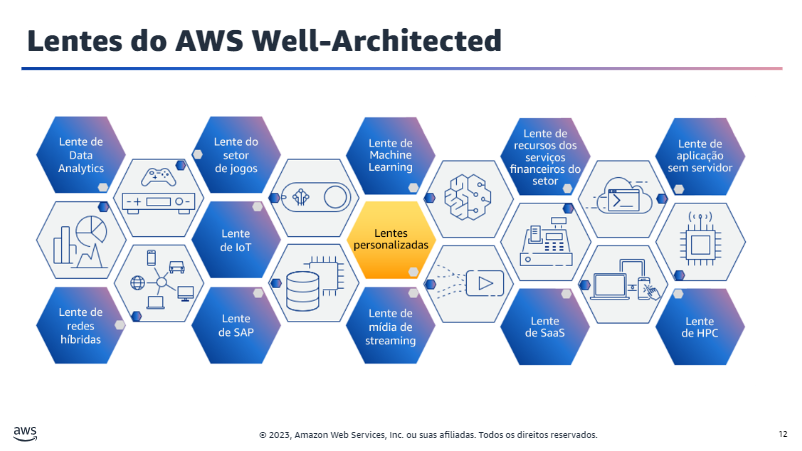 Lentes do AWS Well-Architected
Lente de
Data
Analytics
Lente do
setor
de jogos
Lente de
Machine
Learning
Lente de
recursos dos
serviços
financeiros do
setor
Lente de
aplicação
sem servidor
Lente
de IoT
Lentes
personalizadas
Lente de
redes
híbridas
Lente
de SAP
Lente de
mídia de
streaming
Lente
de SaaS
Lente
de HPC
aws
© 2023, Amazon Web Services, Inc. ou suas afiliadas. Todos os direitos reservados.
12